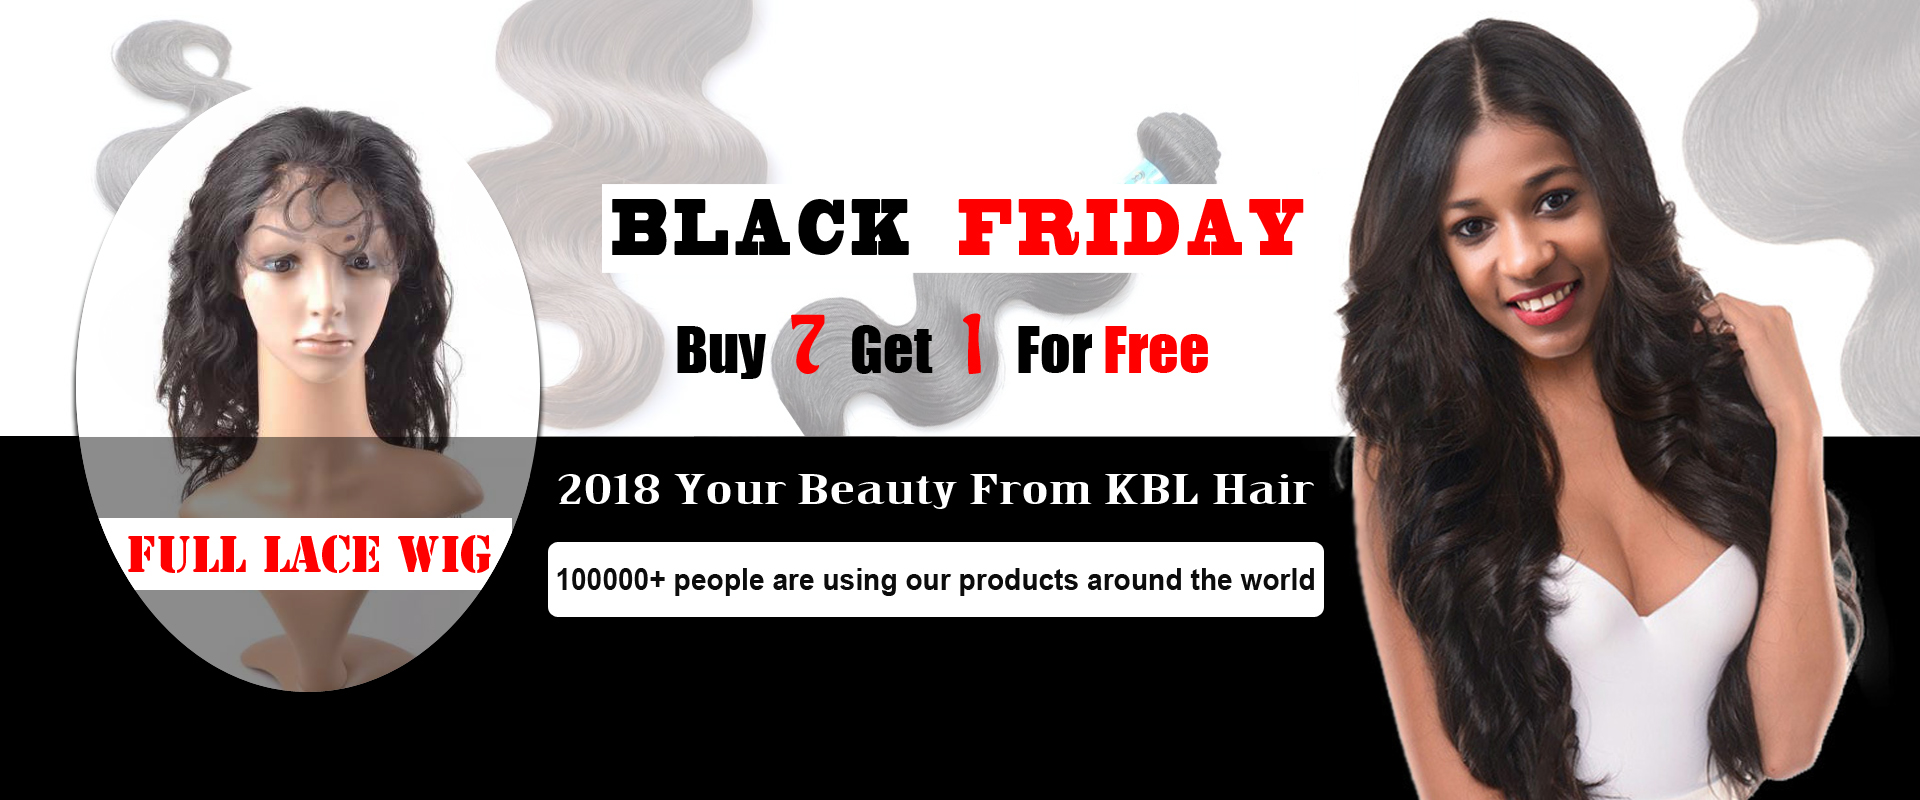 BLACK FRIDAY
Buy 7 Get 1 For Free
2018 Your Beauty From KBL Hair
FULL LACE WIG
100000+ people are using our products around the world